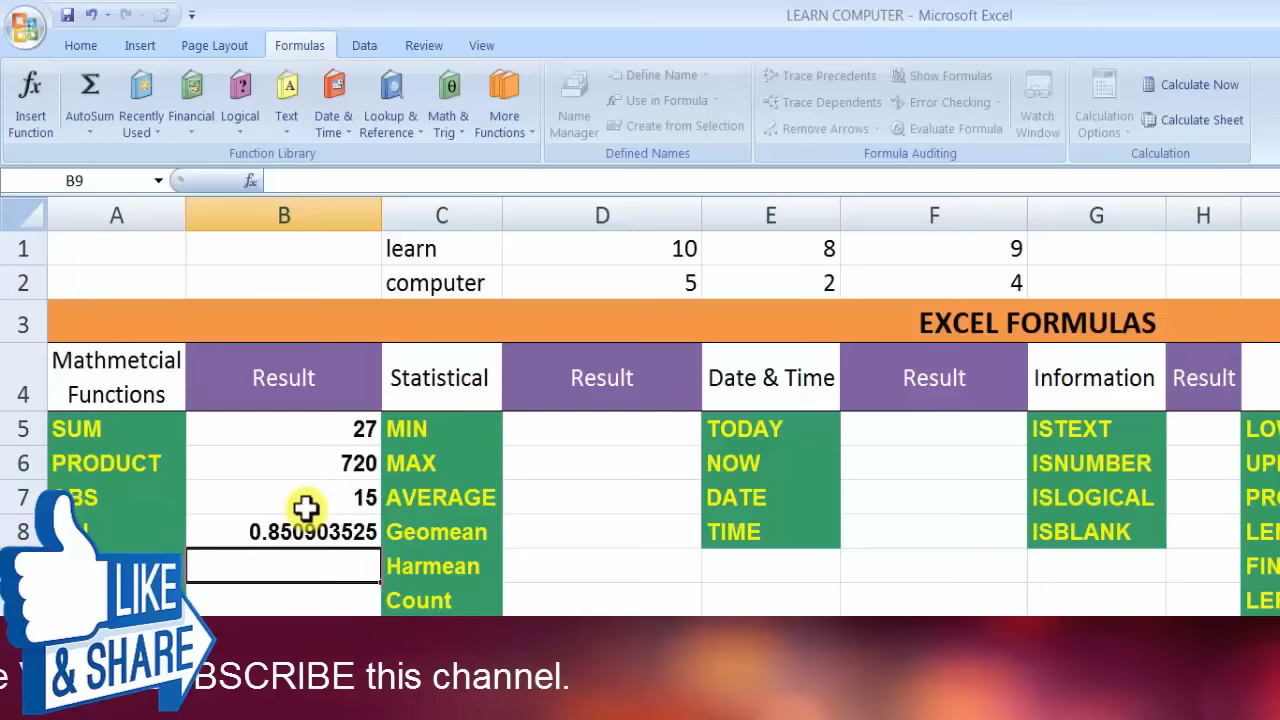 LEARN COMPUTER - Microsoft Excel
Home Insert Page Layout Formulas Data Review View
fx Σ A θ
Insert Function
AutoSum
Recently Used
Financial
Logical
Text
Date & Time
Lookup & Reference
Math & Trig
More Functions
Function Library
Name Manager
Define Name
Use in Formula
Create from Selection
Defined Names
Trace Precedents
Trace Dependents
Remove Arrows
Show Formulas
Error Checking
Evaluate Formula
Watch Window
Formula Auditing
Calculation Options
Calculate Now
Calculate Sheet
Calculation
B9 fx
A B C D E F G H
1 learn 10 8 9
2 computer 5 2 4
3 EXCEL FORMULAS
4 Mathmetcial Functions Result Statistical Result Date & Time Result Information Result
5 SUM 27 MIN TODAY ISTEXT
6 PRODUCT 720 MAX NOW ISNUMBER
7 15 AVERAGE DATE ISLOGICAL
8 0.850903525 Geomean TIME ISBLANK
Harmean
Count
LIKE
& SHARE
this channel.